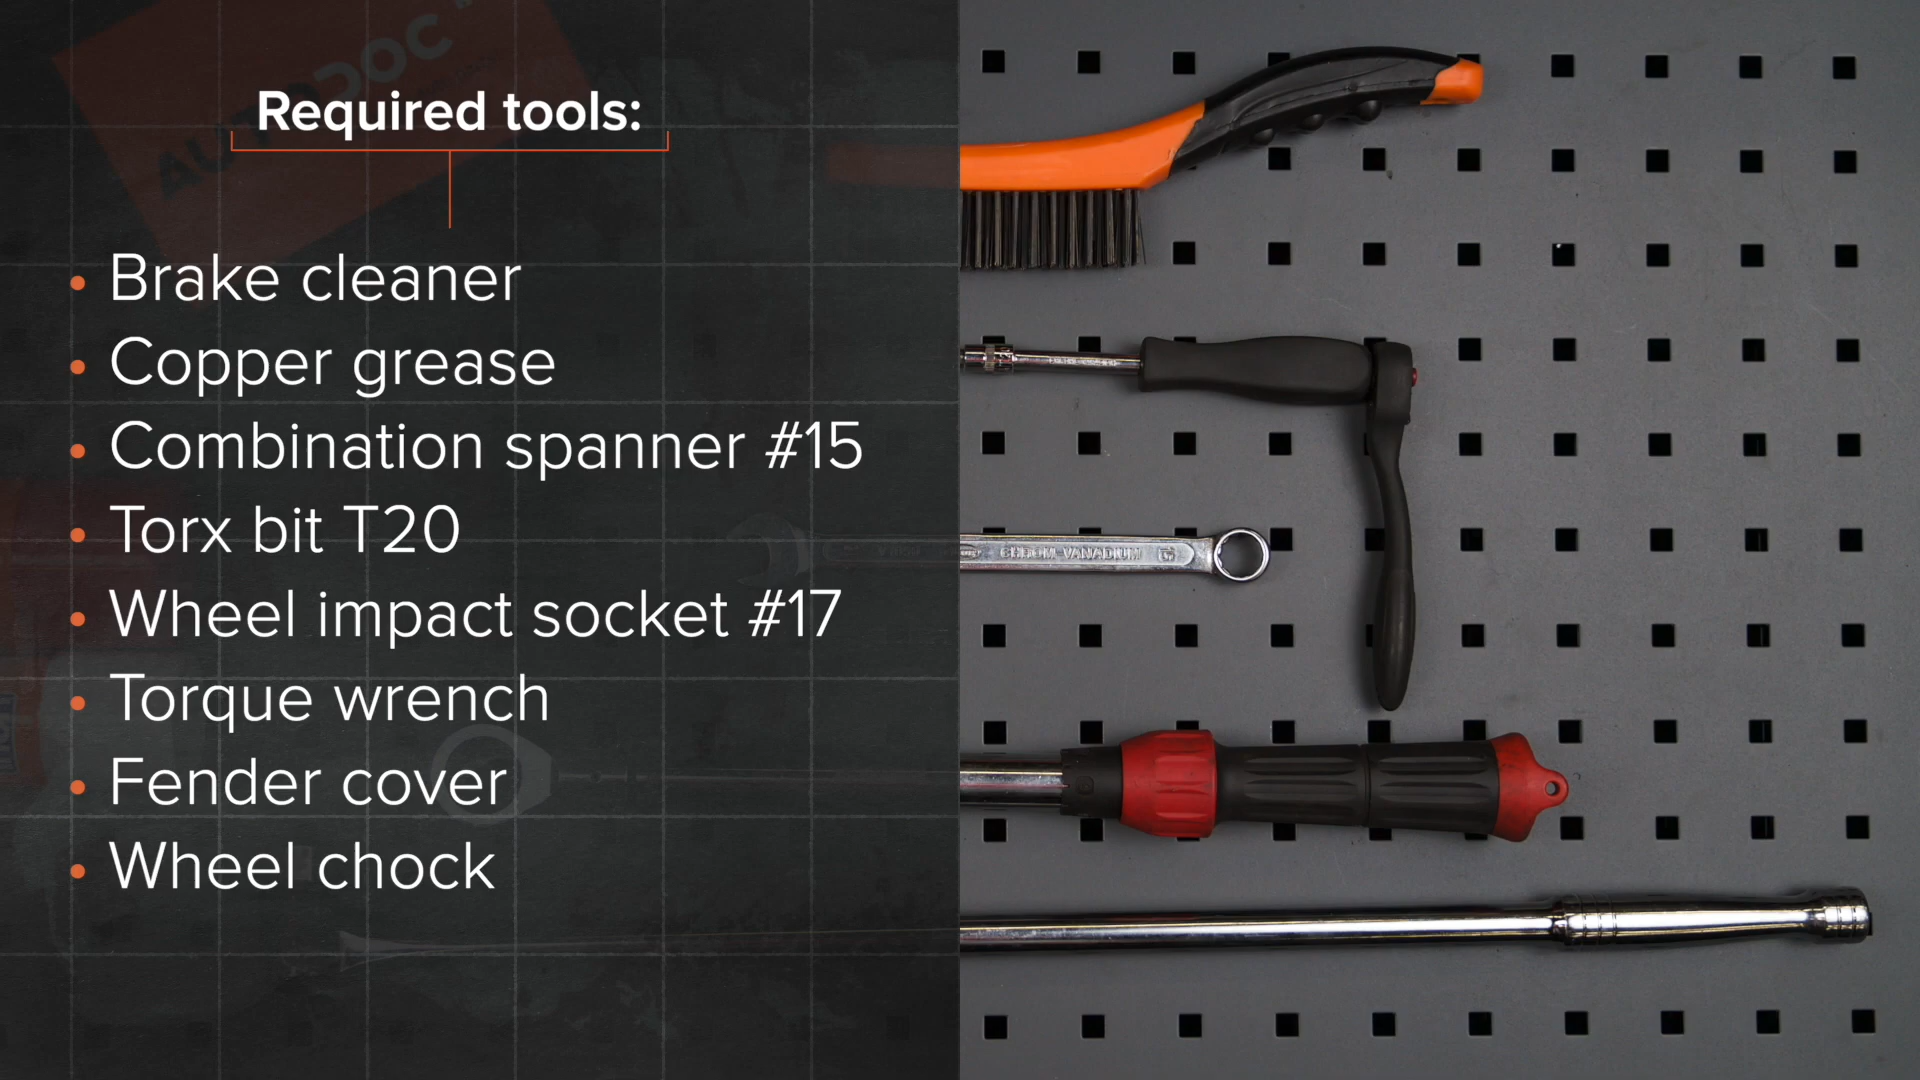 AUTODOC
Required tools:
• Brake cleaner
• Copper grease
• Combination spanner #15
• Torx bit T20
• Wheel impact socket #17
• Torque wrench
• Fender cover
• Wheel chock
CHROM-VANADIUM